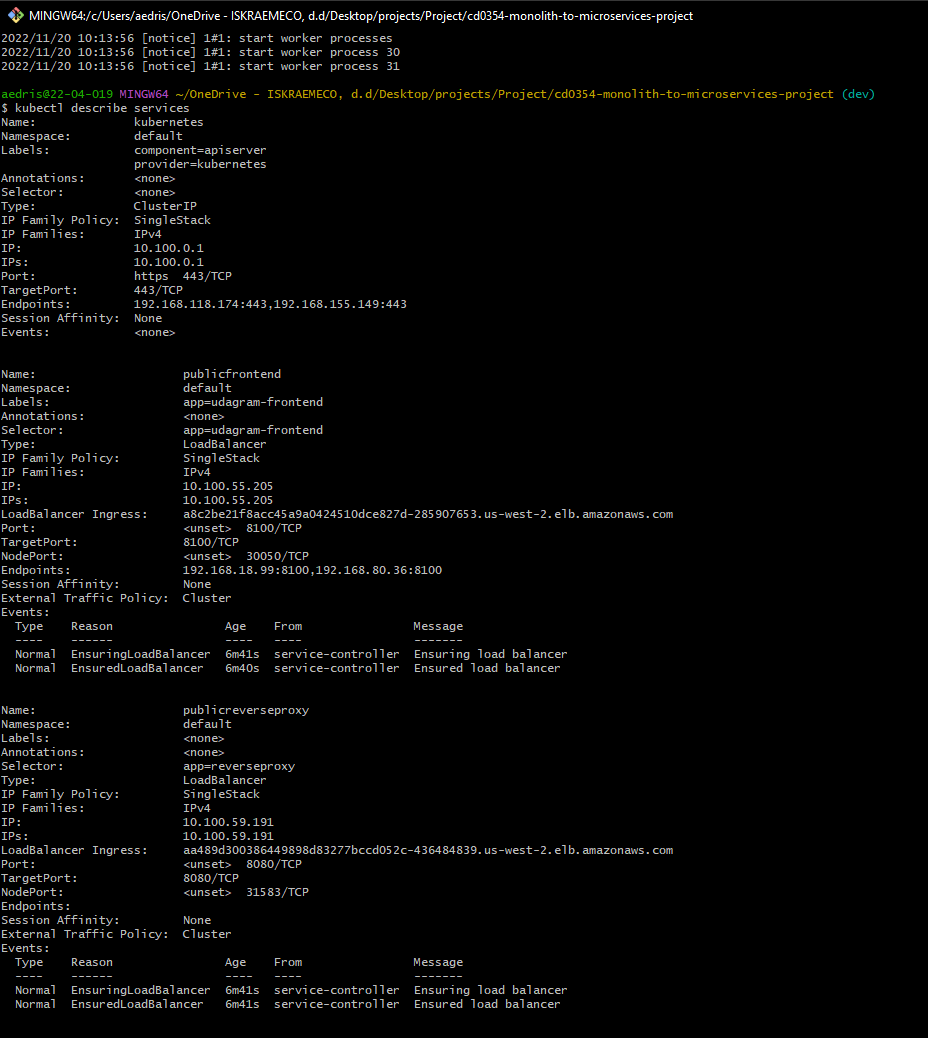 MINGW64:/c/Users/aedris/OneDrive - ISKRAEMECO, d.d/Desktop/projects/Project/cd0354-monolith-to-microservices-project
2022/11/20 10:13:56 [notice] 1#1: start worker processes
2022/11/20 10:13:56 [notice] 1#1: start worker process 30
2022/11/20 10:13:56 [notice] 1#1: start worker process 31
aedris@22-04-019 MINGW64 ~/OneDrive - ISKRAEMECO, d.d/Desktop/projects/Project/cd0354-monolith-to-microservices-project (dev)
$ kubectl describe services
Name:              kubernetes
Namespace:         default
Labels:            component=apiserver
                   provider=kubernetes
Annotations:       <none>
Selector:          <none>
Type:              ClusterIP
IP Family Policy:  SingleStack
IP Families:       IPv4
IP:                10.100.0.1
IPs:               10.100.0.1
Port:              https  443/TCP
TargetPort:        443/TCP
Endpoints:         192.168.118.174:443,192.168.155.149:443
Session Affinity:  None
Events:            <none>
Name:                     publicfrontend
Namespace:                default
Labels:                   app=udagram-frontend
Annotations:              <none>
Selector:                 app=udagram-frontend
Type:                     LoadBalancer
IP Family Policy:         SingleStack
IP Families:              IPv4
IP:                       10.100.55.205
IPs:                      10.100.55.205
LoadBalancer Ingress:     a8c2be21f8acc45a9a0424510dce827d-285907653.us-west-2.elb.amazonaws.com
Port:                     <unset>  8100/TCP
TargetPort:               8100/TCP
NodePort:                 <unset>  30050/TCP
Endpoints:                192.168.18.99:8100,192.168.80.36:8100
Session Affinity:         None
External Traffic Policy:  Cluster
Events:
  Type    Reason                Age    From                Message
  ----    ------                ----   ----                -------
  Normal  EnsuringLoadBalancer  6m41s  service-controller  Ensuring load balancer
  Normal  EnsuredLoadBalancer   6m40s  service-controller  Ensured load balancer
Name:                     publicreverseproxy
Namespace:                default
Labels:                   <none>
Annotations:              <none>
Selector:                 app=reverseproxy
Type:                     LoadBalancer
IP Family Policy:         SingleStack
IP Families:              IPv4
IP:                       10.100.59.191
IPs:                      10.100.59.191
LoadBalancer Ingress:     aa489d300386449898d83277bccd052c-436484839.us-west-2.elb.amazonaws.com
Port:                     <unset>  8080/TCP
TargetPort:               8080/TCP
NodePort:                 <unset>  31583/TCP
Endpoints:
Session Affinity:         None
External Traffic Policy:  Cluster
Events:
  Type    Reason                Age    From                Message
  ----    ------                ----   ----                -------
  Normal  EnsuringLoadBalancer  6m41s  service-controller  Ensuring load balancer
  Normal  EnsuredLoadBalancer   6m41s  service-controller  Ensured load balancer